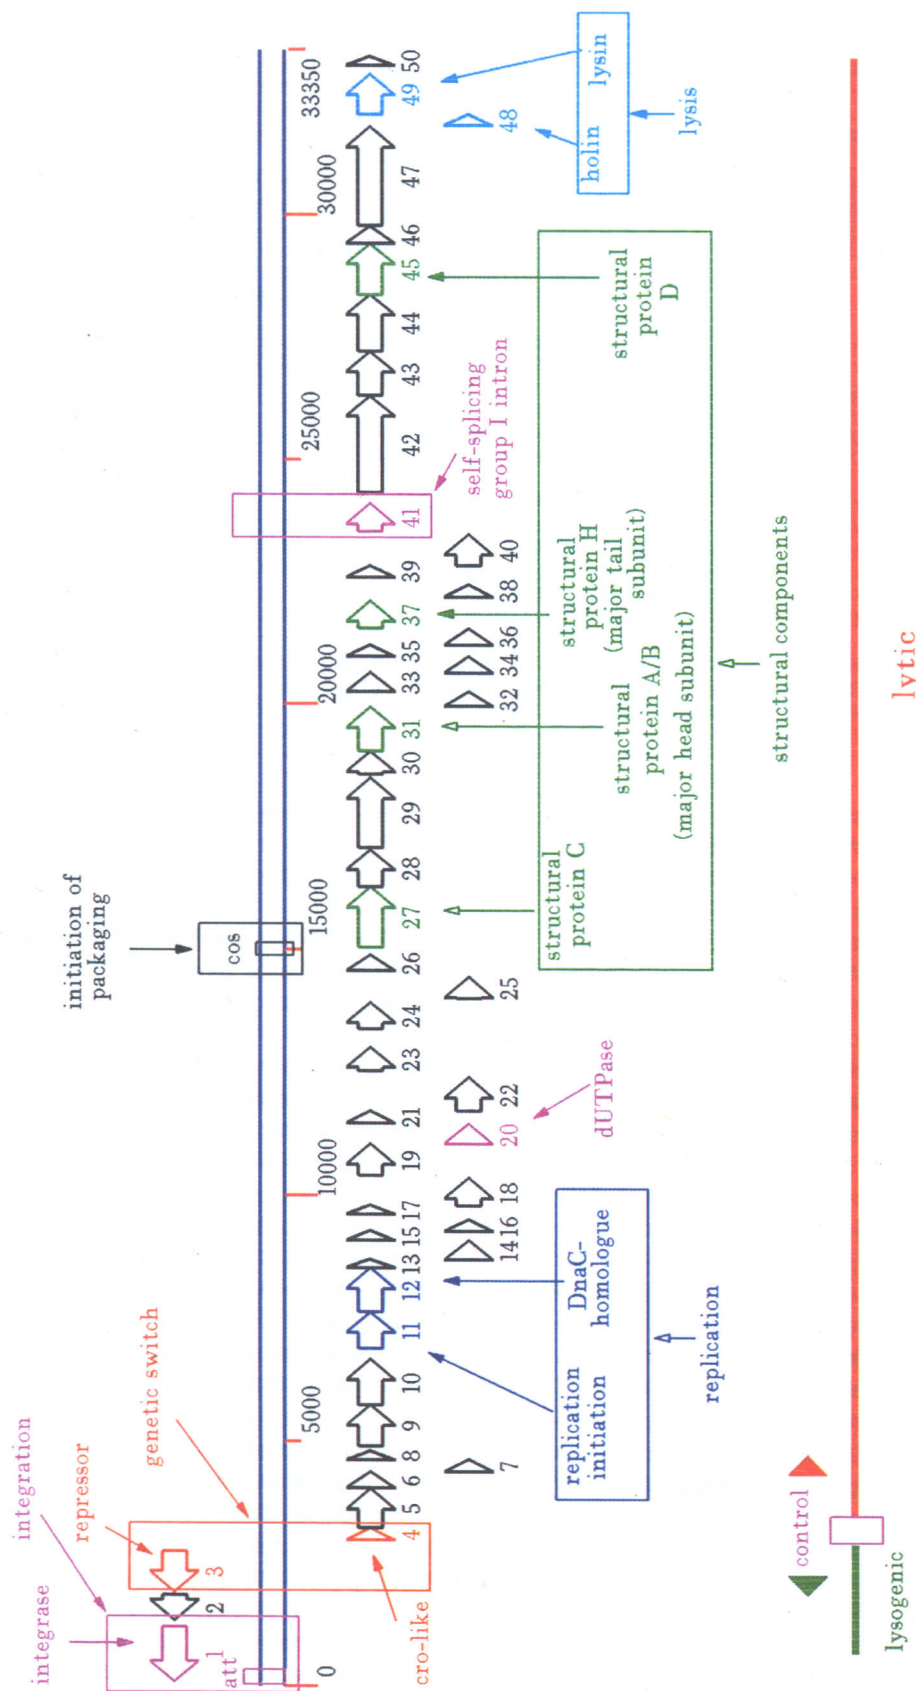 integrase
integration
repressor
genetic switch
initiation of
packaging
cos
att
1
2
3
0
5000
10000
15000
20000
25000
30000
33350
4
5
6
8
9
10
11
12
13
15
17
19
21
23
24
26
27
28
29
30
31
33
35
37
39
41
42
43
44
45
46
47
49
50
7
14
16
18
20
22
25
32
34
36
38
40
48
cro-like
dUTPase
self-splicing
group I intron
replication
initiation
DnaC-
homologue
replication
structural
protein C
structural
protein A/B
(major head subunit)
structural
protein H
(major tail
subunit)
structural
protein
D
structural components
holin
lysin
lysis
lysogenic
control
lytic